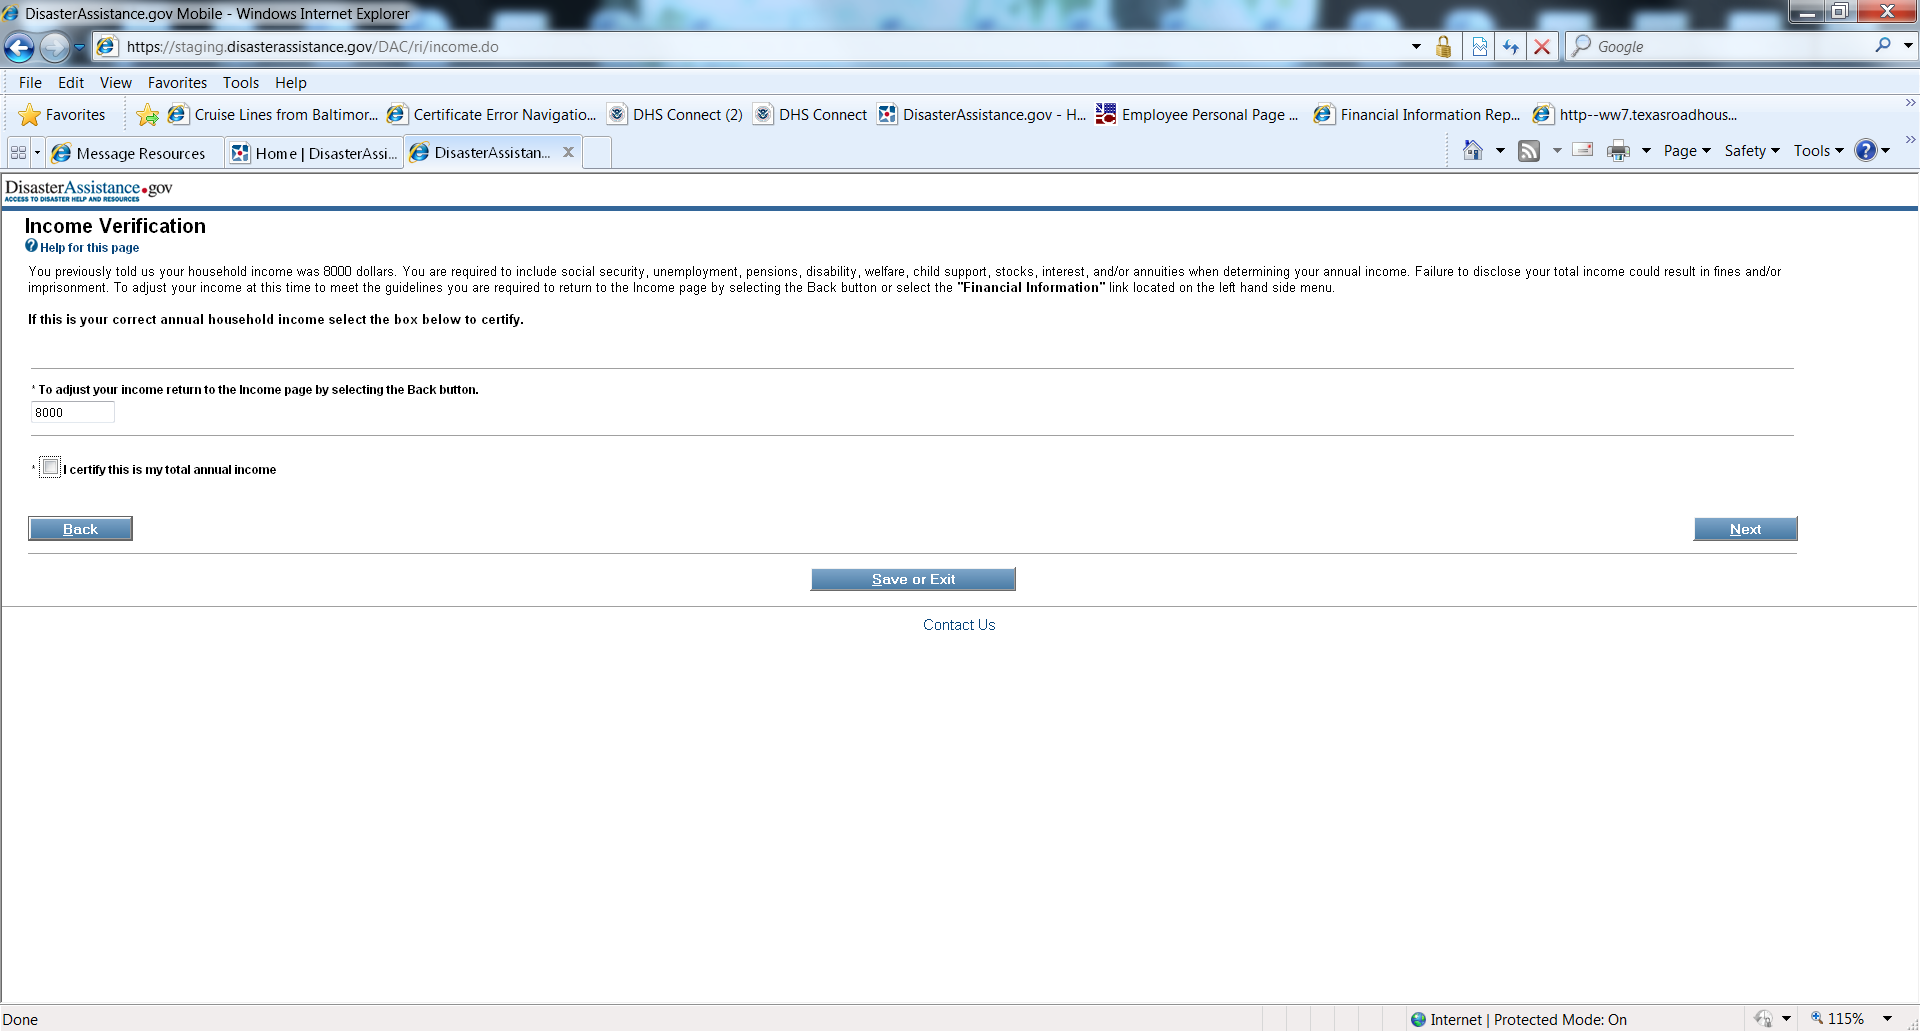 DisasterAssistance.gov Mobile - Windows Internet Explorer
https://staging.disasterassistance.gov/DAC/ri/income.do
Google
File Edit View Favorites Tools Help
Favorites Cruise Lines from Baltimor... Certificate Error Navigatio... DHS Connect (2) DHS Connect DisasterAssistance.gov - H... Employee Personal Page ... Financial Information Rep... http--ww7.texasroadhous...
Message Resources Home | DisasterAssi... DisasterAssistan... Page Safety Tools
DisasterAssistance.gov
ACCESS TO DISASTER HELP AND RESOURCES
Income Verification
Help for this page
You previously told us your household income was 8000 dollars. You are required to include social security, unemployment, pensions, disability, welfare, child support, stocks, interest, and/or annuities when determining your annual income. Failure to disclose your total income could result in fines and/or
imprisonment. To adjust your income at this time to meet the guidelines you are required to return to the Income page by selecting the Back button or select the "Financial Information" link located on the left hand side menu.
If this is your correct annual household income select the box below to certify.
* To adjust your income return to the Income page by selecting the Back button.
8000
* I certify this is my total annual income
Back Next
Save or Exit
Contact Us
Done Internet | Protected Mode: On 115%